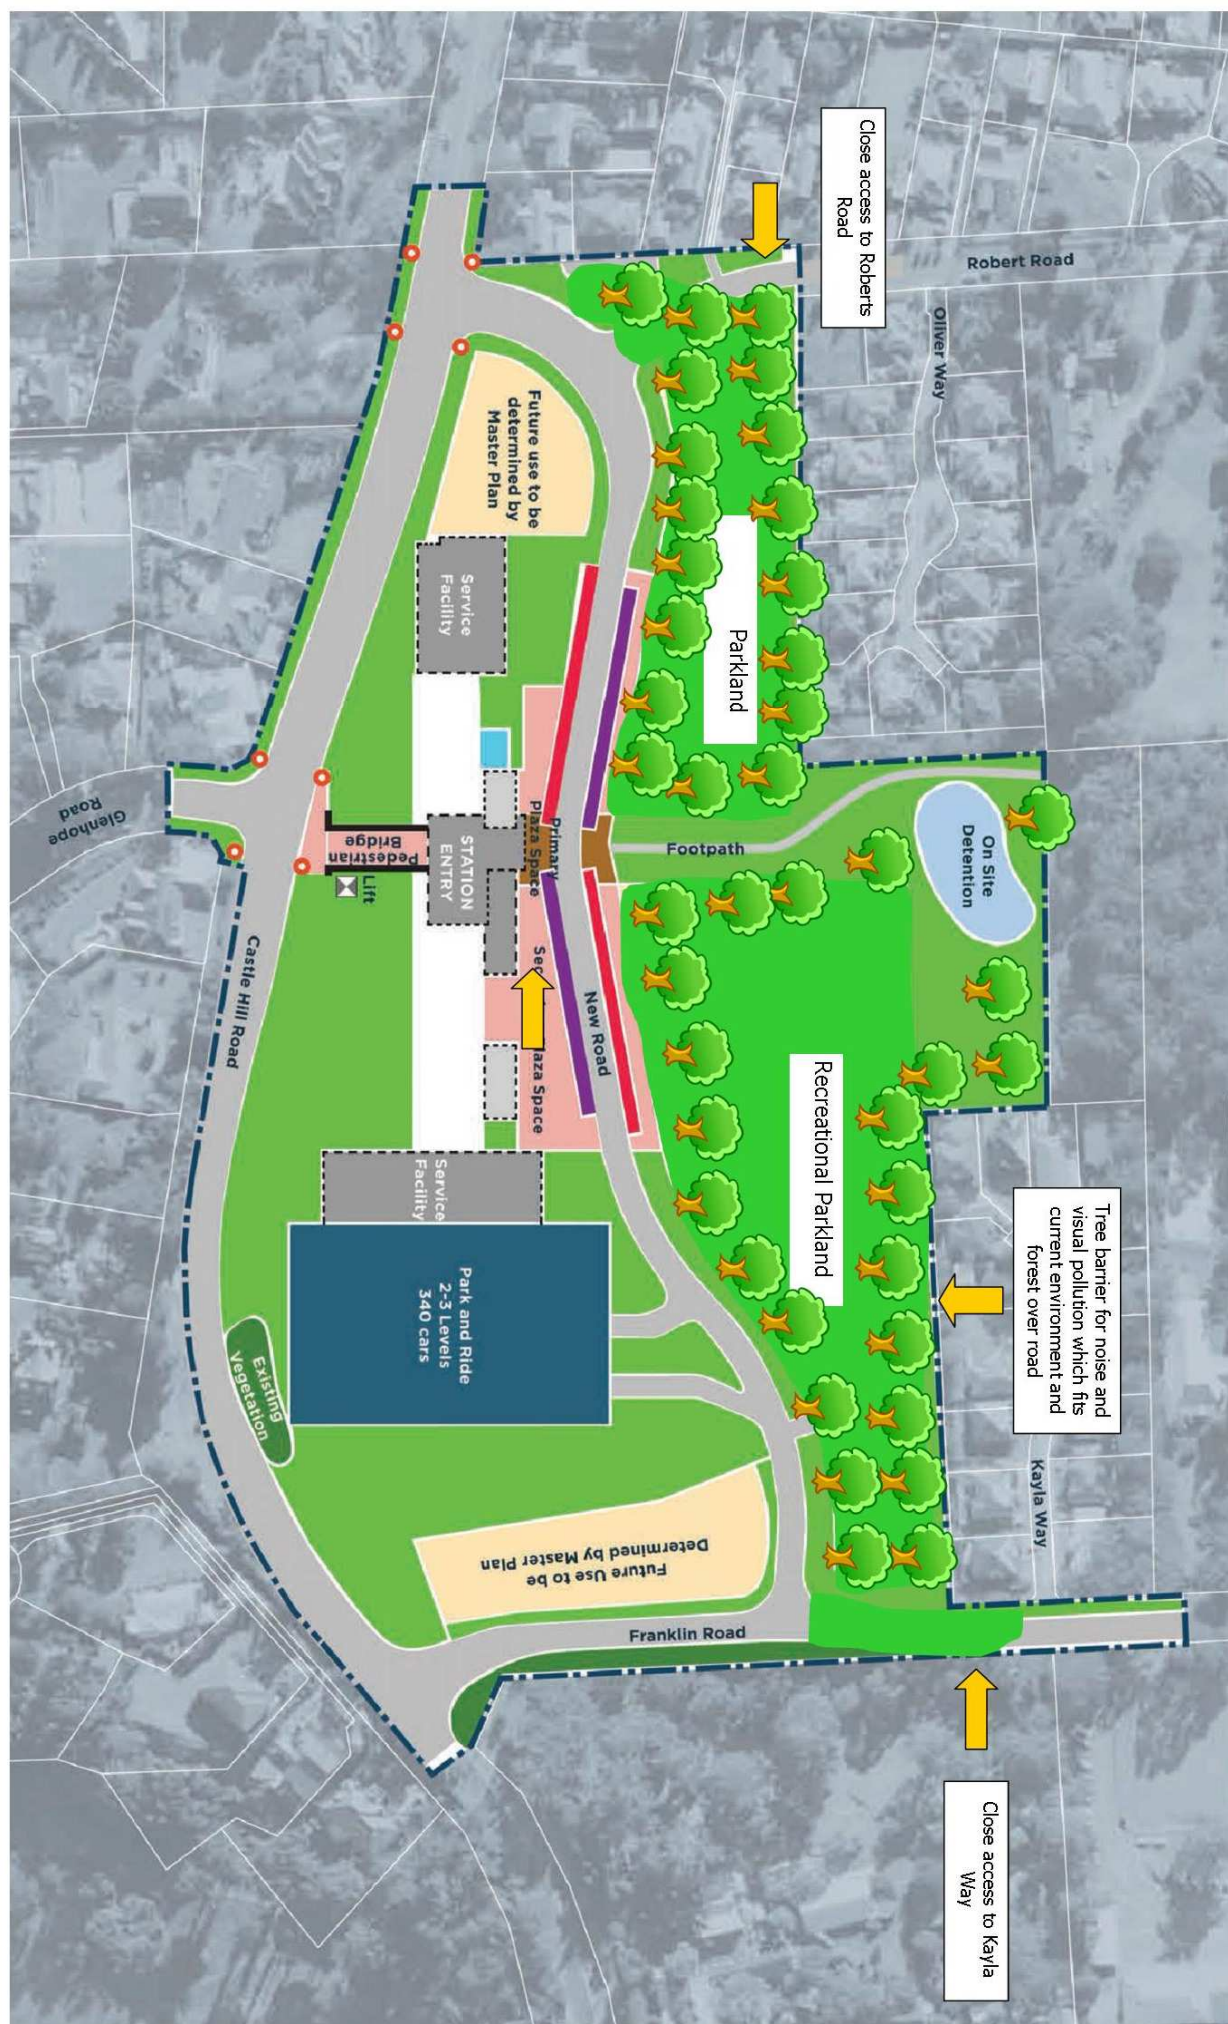 Close access to Roberts
Road
Robert Road
Oliver Way
Future use to be
determined by
Master Plan
Service
Facility
Parkland
Glenhope
Road
Pedestrian
Bridge
Lift
STATION
ENTRY
Primary
Plaza Space
Footpath
On Site
Detention
Castle Hill Road
Sec
laza Space
New Road
Recreational Parkland
Tree barrier for noise and
visual pollution which fits
current environment and
forest over road
Service
Facility
Park and Ride
2-3 Levels
340 cars
Existing
Vegetation
Kayla Way
Future Use to be
Determined by Master Plan
Franklin Road
Close access to Kayla
Way